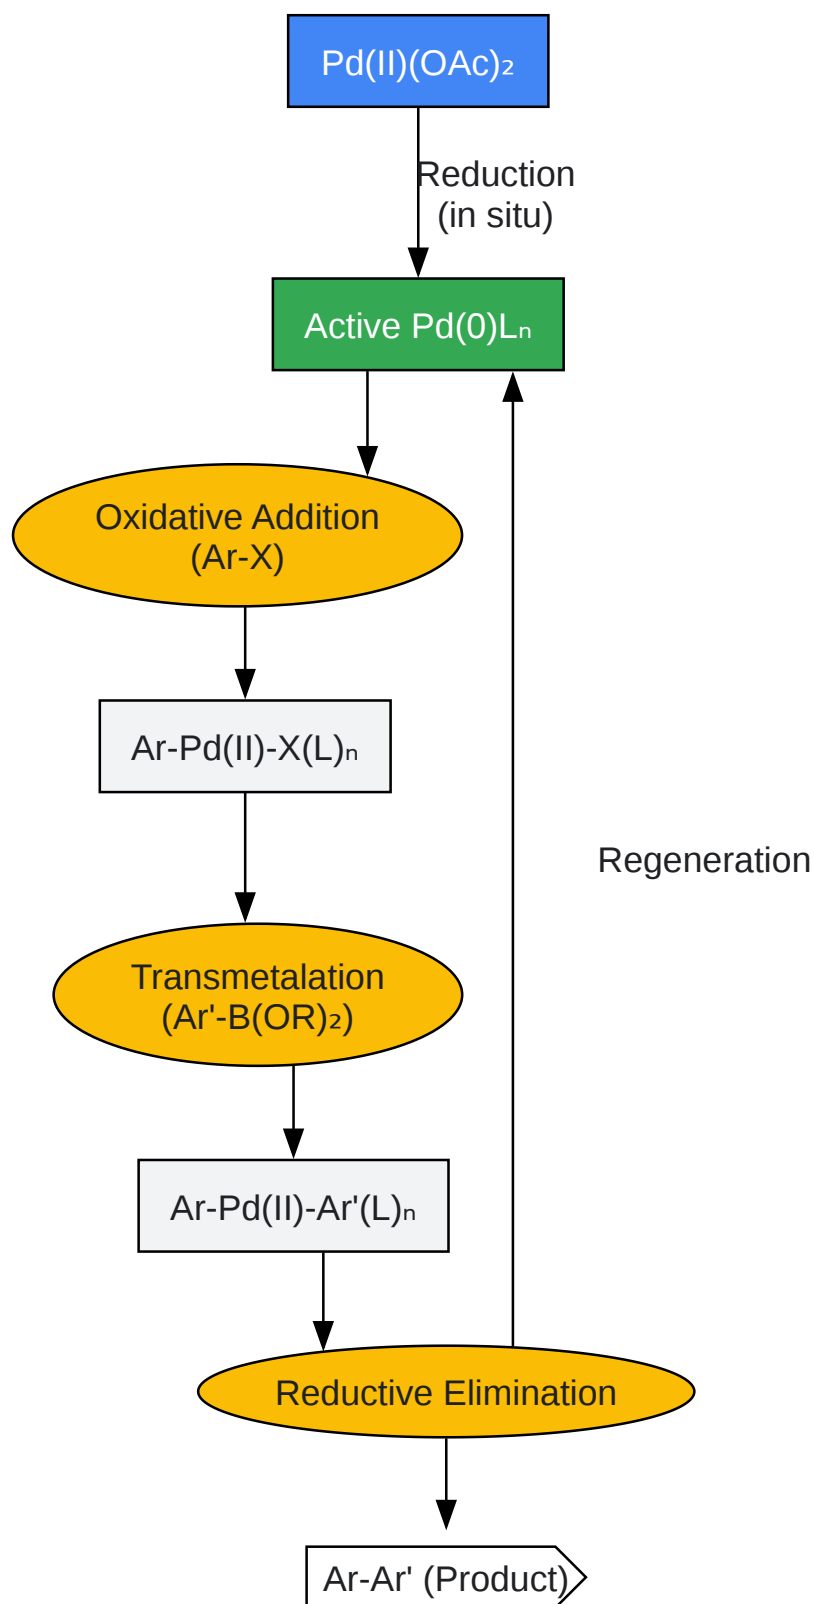 Pd(II)(OAc)₂
Reduction
(in situ)
Active Pd(0)Lₙ
Oxidative Addition
(Ar-X)
Ar-Pd(II)-X(L)ₙ
Regeneration
Transmetalation
(Ar'-B(OR)₂)
Ar-Pd(II)-Ar'(L)ₙ
Reductive Elimination
Ar-Ar' (Product)